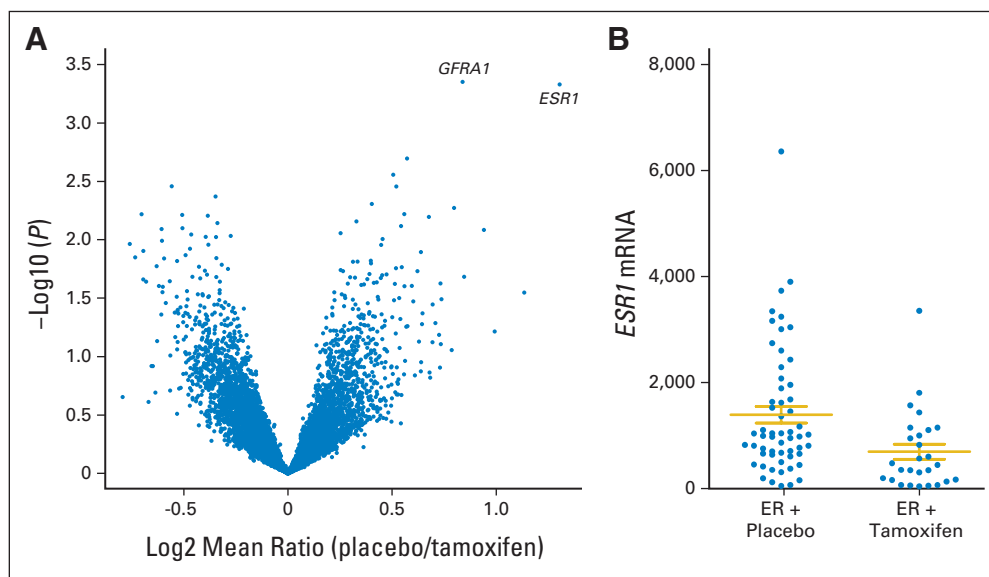 A
B
3.5
3.0
2.5
2.0
1.5
1.0
0.5
0
-0.5
0
0.5
1.0
–Log10 (P)
Log2 Mean Ratio (placebo/tamoxifen)
GFRA1
ESR1
8,000
6,000
4,000
2,000
0
ESR1 mRNA
ER +
Placebo
ER +
Tamoxifen